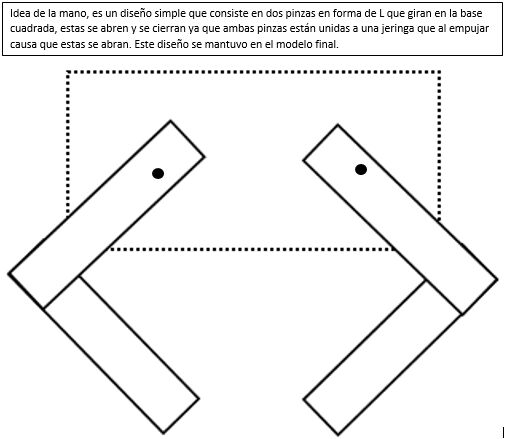 Idea de la mano, es un diseño simple que consiste en dos pinzas en forma de L que giran en la base
cuadrada, estas se abren y se cierran ya que ambas pinzas están unidas a una jeringa que al empujar
causa que estas se abran. Este diseño se mantuvo en el modelo final.